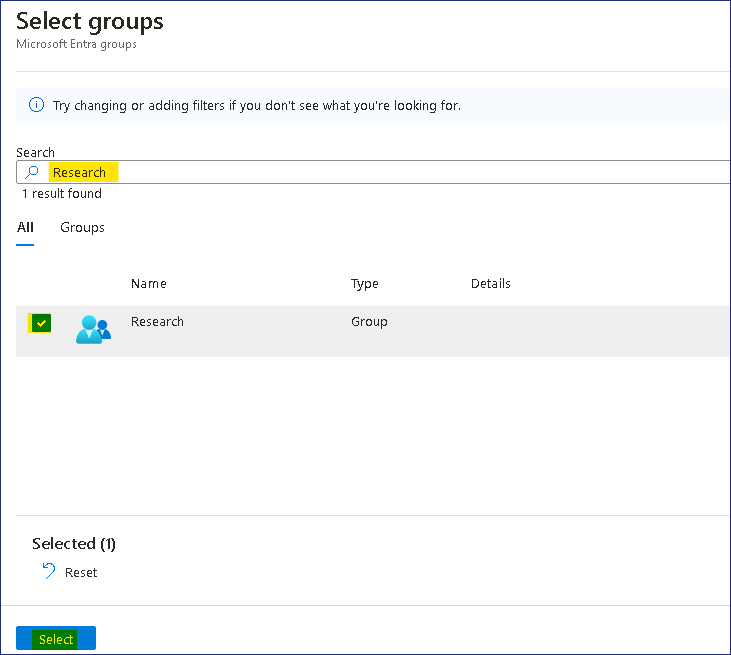 Select groups
Microsoft Entra groups
Try changing or adding filters if you don't see what you're looking for.
Search
Research
1 result found
All Groups
Name Type Details
Research Group
Selected (1)
Reset
Select